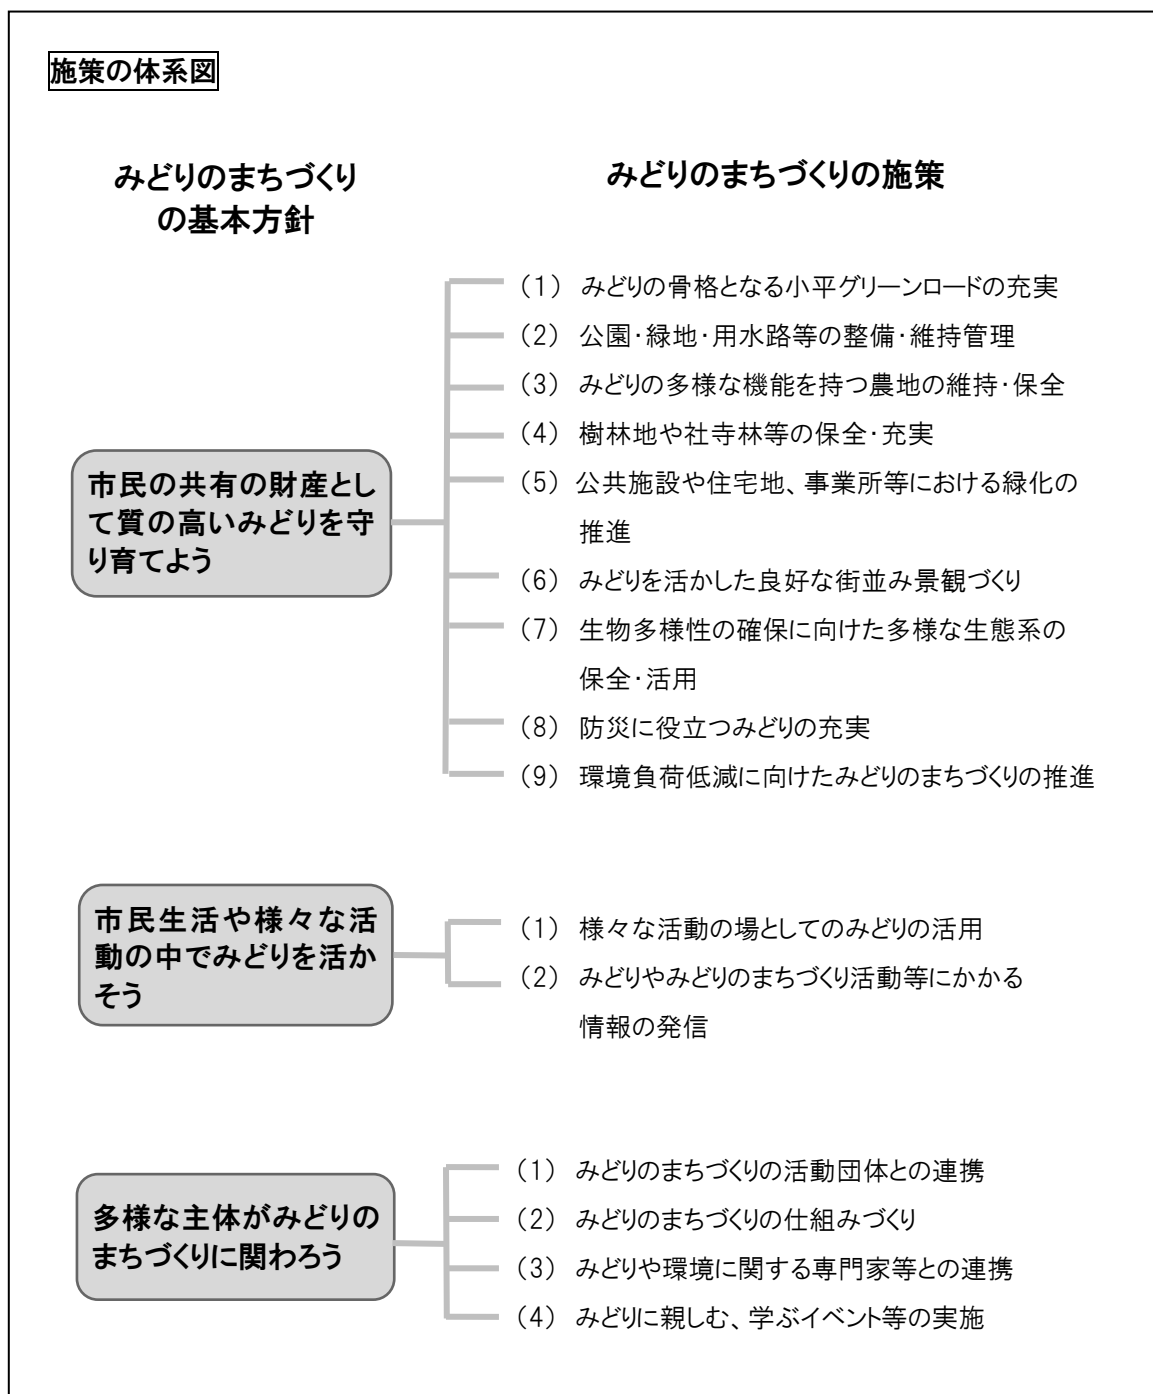 施策の体系図
みどりのまちづくり
の基本方針
みどりのまちづくりの施策
市民の共有の財産とし
て質の高いみどりを守
り育てよう
(1) みどりの骨格となる小平グリーンロードの充実
(2) 公園・緑地・用水路等の整備・維持管理
(3) みどりの多様な機能を持つ農地の維持・保全
(4) 樹林地や社寺林等の保全・充実
(5) 公共施設や住宅地、事業所等における緑化の
推進
(6) みどりを活かした良好な街並み景観づくり
(7) 生物多様性の確保に向けた多様な生態系の
保全・活用
(8) 防災に役立つみどりの充実
(9) 環境負荷低減に向けたみどりのまちづくりの推進
市民生活や様々な活
動の中でみどりを活か
そう
(1) 様々な活動の場としてのみどりの活用
(2) みどりやみどりのまちづくり活動等にかかる
情報の発信
多様な主体がみどりの
まちづくりに関わろう
(1) みどりのまちづくりの活動団体との連携
(2) みどりのまちづくりの仕組みづくり
(3) みどりや環境に関する専門家等との連携
(4) みどりに親しむ、学ぶイベント等の実施